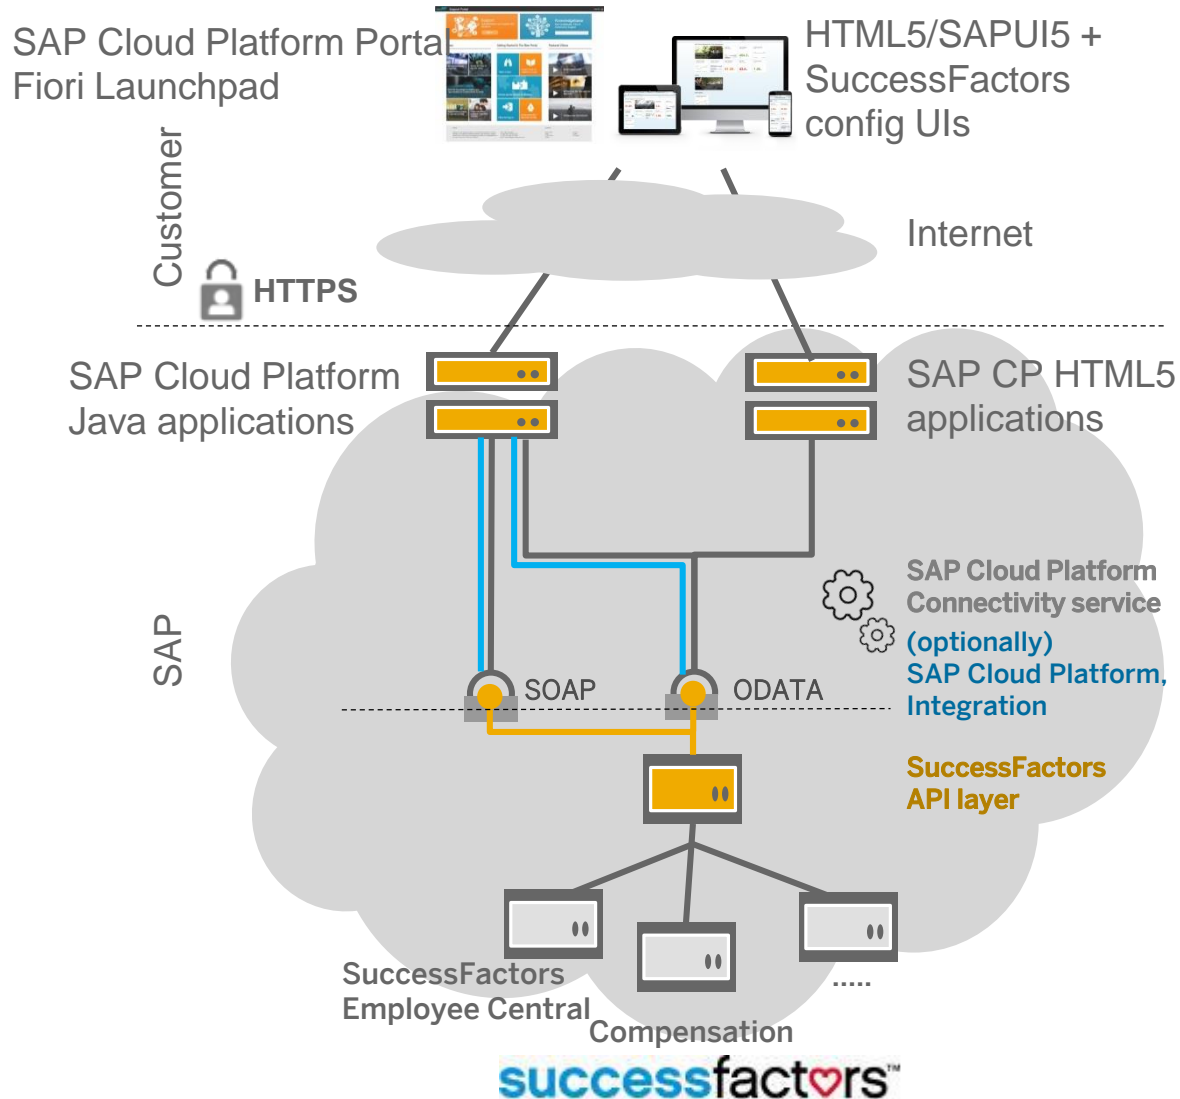 SAP Cloud Platform Portal
Fiori Launchpad
HTML5/SAPUI5 +
SuccessFactors
config UIs
Customer
Internet
HTTPS
SAP Cloud Platform
Java applications
SAP CP HTML5
applications
SAP
SAP Cloud Platform
Connectivity service
(optionally)
SAP Cloud Platform,
Integration
SOAP
ODATA
SuccessFactors
API layer
SuccessFactors
Employee Central
Compensation
.....
successfactors™